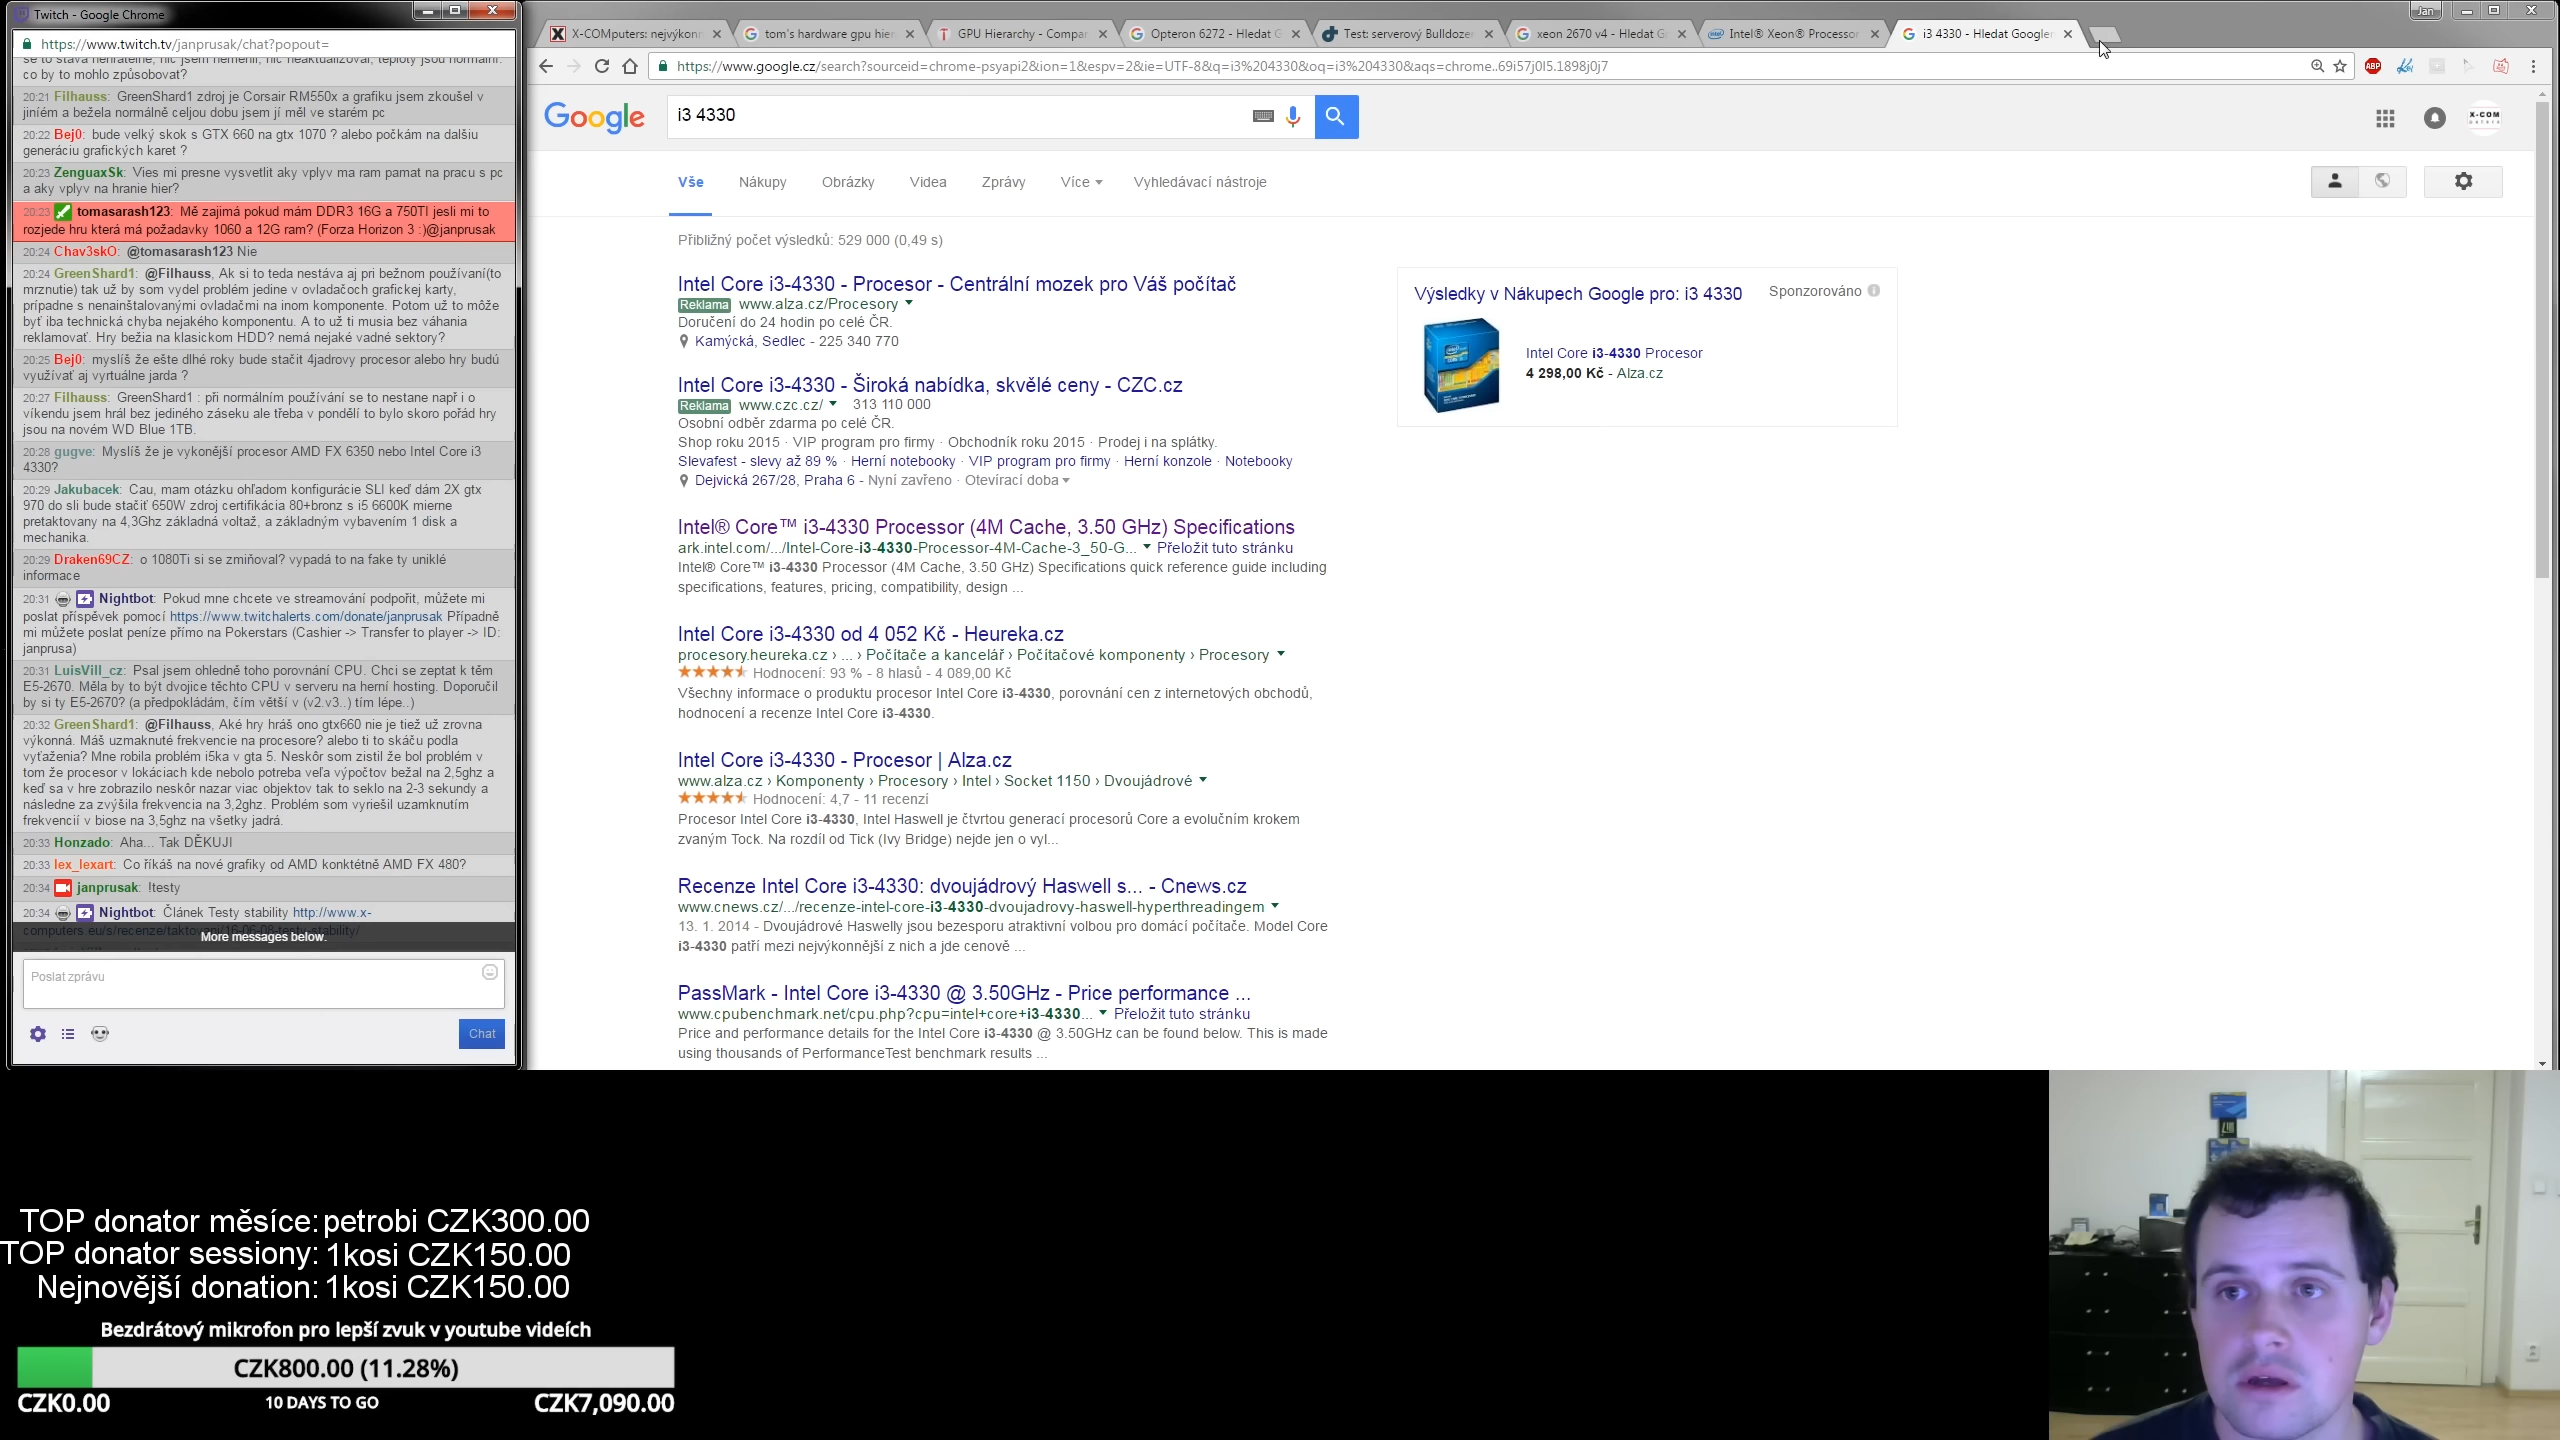 Twitch - Google Chrome
https://www.twitch.tv/janprusak/chat?popout=
se to stává nehratelné, nic jsem neměnil, nic neaktualizoval, teploty jsou normální.
co by to mohlo způsobovat?
20:21 Filhauss: GreenShard1 zdroj je Corsair RM550x a grafiku jsem zkoušel v
jiníém a bežela normálně celjou dobu jsem jí měl ve starém pc
20:22 Bej0: bude velký skok s GTX 660 na gtx 1070 ? alebo počkám na dalšiu
generáciu grafických karet ?
20:23 ZenguaxSk: Vies mi presne vysvetlit aky vplyv ma ram pamat na pracu s pc
a aky vplyv na hranie hier?
20:23 tomasarash123: Mě zajimá pokud mám DDR3 16G a 750TI jesli mi to
rozjede hru která má požadavky 1060 a 12G ram? (Forza Horizon 3 :)@janprusak
20:24 Chav3skO: @tomasarash123 Nie
20:24 GreenShard1: @Filhauss, Ak si to teda nestáva aj pri bežnom používaní(to
mrznutie) tak už by som vydel problém jedine v ovladačoch grafickej karty,
prípadne s nenainštalovanými ovladačmi na inom komponente. Potom už to môže
byť iba technická chyba nejakého komponentu. A to už ti musia bez váhania
reklamovať. Hry bežia na klasickom HDD? nemá nejaké vadné sektory?
20:25 Bej0: myslíš že ešte dlhé roky bude stačit 4jadrovy procesor alebo hry budú
využívať aj vyrtuálne jarda ?
20:27 Filhauss: GreenShard1 : při normálním používání se to nestane např i o
víkendu jsem hrál bez jediného záseku ale třeba v pondělí to bylo skoro pořád hry
jsou na novém WD Blue 1TB.
20:28 gugve: Myslíš že je vykonější procesor AMD FX 6350 nebo Intel Core i3
4330?
20:29 Jakubacek: Cau, mam otázku ohľadom konfigurácie SLI keď dám 2X gtx
970 do sli bude stačiť 650W zdroj certifikácia 80+bronz s i5 6600K mierne
pretaktovany na 4,3Ghz základná voltaž, a základným vybavením 1 disk a
mechanika.
20:29 Draken69CZ: o 1080Ti si se zmiňoval? vypadá to na fake ty uniklé
informace
20:31 Nightbot: Pokud mne chcete ve streamování podpořit, můžete mi
poslat příspěvek pomocí https://www.twitchalerts.com/donate/janprusak Případně
mi můžete poslat peníze přímo na Pokerstars (Cashier -> Transfer to player -> ID:
janprusa)
20:31 LuisVill_cz: Psal jsem ohledně toho porovnání CPU. Chci se zeptat k těm
E5-2670. Měla by to být dvojice těchto CPU v serveru na herní hosting. Doporučil
by si ty E5-2670? (a předpokládám, čím větší v (v2.v3..) tím lépe..)
20:32 GreenShard1: @Filhauss, Aké hry hráš ono gtx660 nie je tiež už zrovna
výkonná. Máš uzmaknuté frekvencie na procesore? alebo ti to skáču podla
vyťaženia? Mne robila problém i5ka v gta 5. Neskôr som zistil že bol problém v
tom že procesor v lokáciach kde nebolo potreba veľa výpočtov bežal na 2,5ghz a
keď sa v hre zobrazilo neskôr nazar viac objektov tak to seklo na 2-3 sekundy a
následne za zvýšila frekvencia na 3,2ghz. Problém som vyriešil uzamknutím
frekvencií v biose na 3,5ghz na všetky jadrá.
20:33 Honzado: Aha... Tak DĚKUJI
20:33 lex_lexart: Co říkáš na nové grafiky od AMD konktétně AMD FX 480?
20:34 janprusak: !testy
20:34 Nightbot: Článek Testy stability http://www.x-
computers.eu/s/recenze/taktovani/16-06-08-testy-stability/
More messages below.
Poslat zprávu
Chat
X-COMputers: nejvýkonn
tom's hardware gpu hier
GPU Hierarchy - Compar
Opteron 6272 - Hledat G
Test: serverový Bulldozer
xeon 2670 v4 - Hledat G
Intel® Xeon® Processor
i3 4330 - Hledat Googlem
Jan
https://www.google.cz/search?sourceid=chrome-psyapi2&ion=1&espv=2&ie=UTF-8&q=i3%204330&oq=i3%204330&aqs=chrome..69i57j0l5.1898j0j7
ABP
Google
i3 4330
X-COM
Vše
Nákupy
Obrázky
Videa
Zprávy
Více
Vyhledávací nástroje
Přibližný počet výsledků: 529 000 (0,49 s)
Intel Core i3-4330 - Procesor - Centrální mozek pro Váš počítač
Reklama www.alza.cz/Procesory
Doručení do 24 hodin po celé ČR.
Kamýcká, Sedlec - 225 340 770
Intel Core i3-4330 - Široká nabídka, skvělé ceny - CZC.cz
Reklama www.czc.cz/ 313 110 000
Osobní odběr zdarma po celé ČR.
Shop roku 2015 · VIP program pro firmy · Obchodník roku 2015 · Prodej i na splátky.
Slevafest - slevy až 89 % · Herní notebooky · VIP program pro firmy · Herní konzole · Notebooky
Dejvická 267/28, Praha 6 - Nyní zavřeno · Otevírací doba
Intel® Core™ i3-4330 Processor (4M Cache, 3.50 GHz) Specifications
ark.intel.com/.../Intel-Core-i3-4330-Processor-4M-Cache-3_50-G... Přeložit tuto stránku
Intel® Core™ i3-4330 Processor (4M Cache, 3.50 GHz) Specifications quick reference guide including
specifications, features, pricing, compatibility, design ...
Intel Core i3-4330 od 4 052 Kč - Heureka.cz
procesory.heureka.cz › ... › Počítače a kancelář › Počítačové komponenty › Procesory
Hodnocení: 93 % - 8 hlasů - 4 089,00 Kč
Všechny informace o produktu procesor Intel Core i3-4330, porovnání cen z internetových obchodů,
hodnocení a recenze Intel Core i3-4330.
Intel Core i3-4330 - Procesor | Alza.cz
www.alza.cz › Komponenty › Procesory › Intel › Socket 1150 › Dvoujádrové
Hodnocení: 4,7 - 11 recenzí
Procesor Intel Core i3-4330, Intel Haswell je čtvrtou generací procesorů Core a evolučním krokem
zvaným Tock. Na rozdíl od Tick (Ivy Bridge) nejde jen o vyl...
Recenze Intel Core i3-4330: dvoujádrový Haswell s... - Cnews.cz
www.cnews.cz/.../recenze-intel-core-i3-4330-dvoujadrovy-haswell-hyperthreadingem
13. 1. 2014 - Dvoujádrové Haswelly jsou bezesporu atraktivní volbou pro domácí počítače. Model Core
i3-4330 patří mezi nejvýkonnější z nich a jde cenově ...
PassMark - Intel Core i3-4330 @ 3.50GHz - Price performance ...
www.cpubenchmark.net/cpu.php?cpu=intel+core+i3-4330... Přeložit tuto stránku
Price and performance details for the Intel Core i3-4330 @ 3.50GHz can be found below. This is made
using thousands of PerformanceTest benchmark results ...
Výsledky v Nákupech Google pro: i3 4330
Sponzorováno
Intel Core i3-4330 Procesor
4 298,00 Kč - Alza.cz
TOP donator měsíce: petrobi CZK300.00
TOP donator sessiony: 1kosi CZK150.00
Nejnovější donation: 1kosi CZK150.00
Bezdrátový mikrofon pro lepší zvuk v youtube videích
CZK800.00 (11.28%)
CZK0.00
10 DAYS TO GO
CZK7,090.00